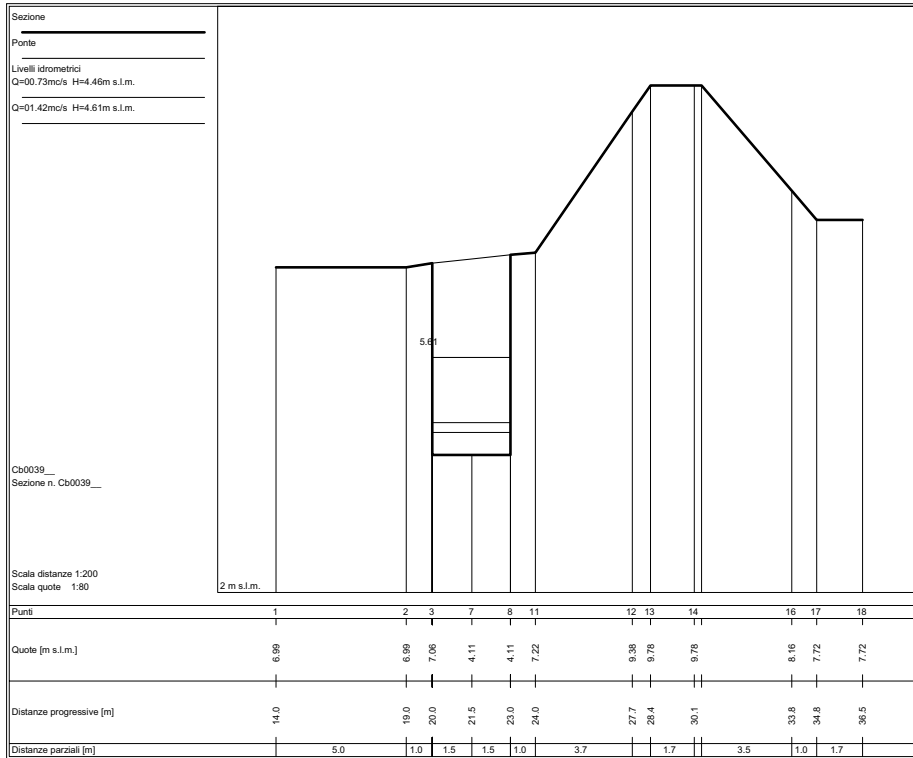 Sezione
Ponte
Livelli idrometrici
Q=00.73mc/s H=4.46m s.l.m.
Q=01.42mc/s H=4.61m s.l.m.
5.61
Cb0039__
Sezione n. Cb0039__
Scala distanze 1:200
Scala quote 1:80
2 m s.l.m.
Punti 1 2 3 7 8 11 12 13 14 16 17 18
Quote [m s.l.m.] 6.99 6.99 7.06 4.11 4.11 7.22 9.38 9.78 9.78 8.16 7.72 7.72
Distanze progressive [m] 14.0 19.0 20.0 21.5 23.0 24.0 27.7 28.4 30.1 33.8 34.8 36.5
Distanze parziali [m] 5.0 1.0 1.5 1.5 1.0 3.7 1.7 3.5 1.0 1.7